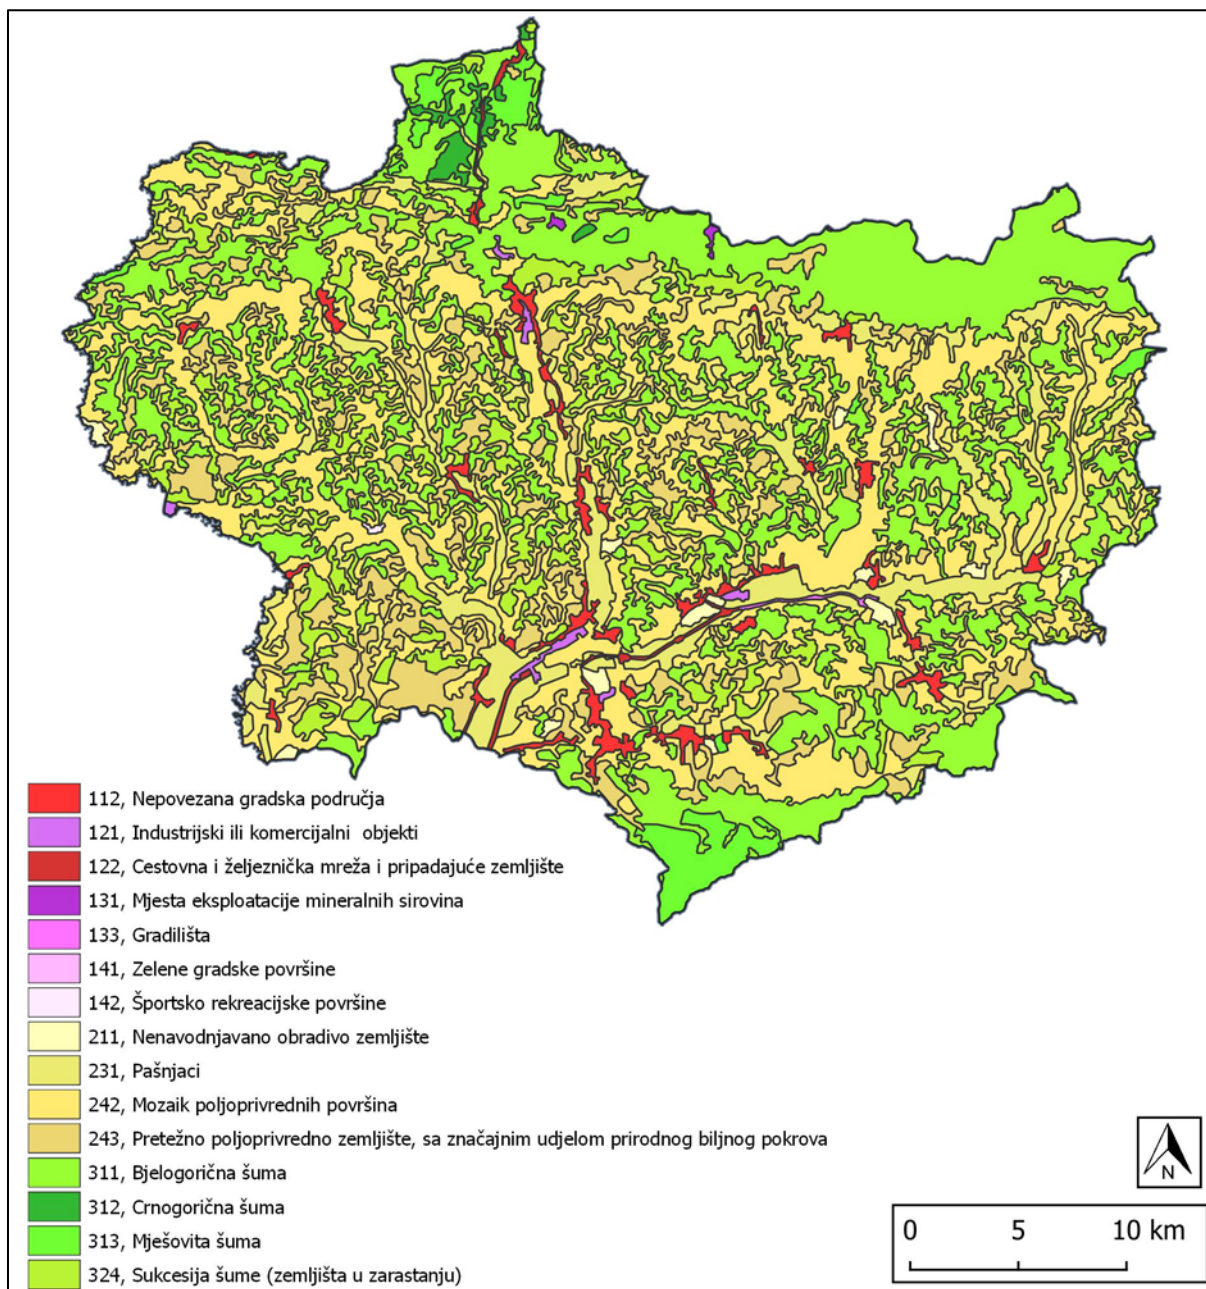 112, Nepovezana gradska područja
121, Industrijski ili komercijalni  objekti
122, Cestovna i željeznička mreža i pripadajuće zemljište
131, Mjesta eksploatacije mineralnih sirovina
133, Gradilišta
141, Zelene gradske površine
142, Športsko rekreacijske površine
211, Nenavodnjavano obradivo zemljište
231, Pašnjaci
242, Mozaik poljoprivrednih površina
243, Pretežno poljoprivredno zemljište, sa značajnim udjelom prirodnog biljnog pokrova
311, Bjelogorična šuma
312, Crnogorična šuma
313, Mješovita šuma
324, Sukcesija šume (zemljišta u zarastanju)
N
0 5 10 km